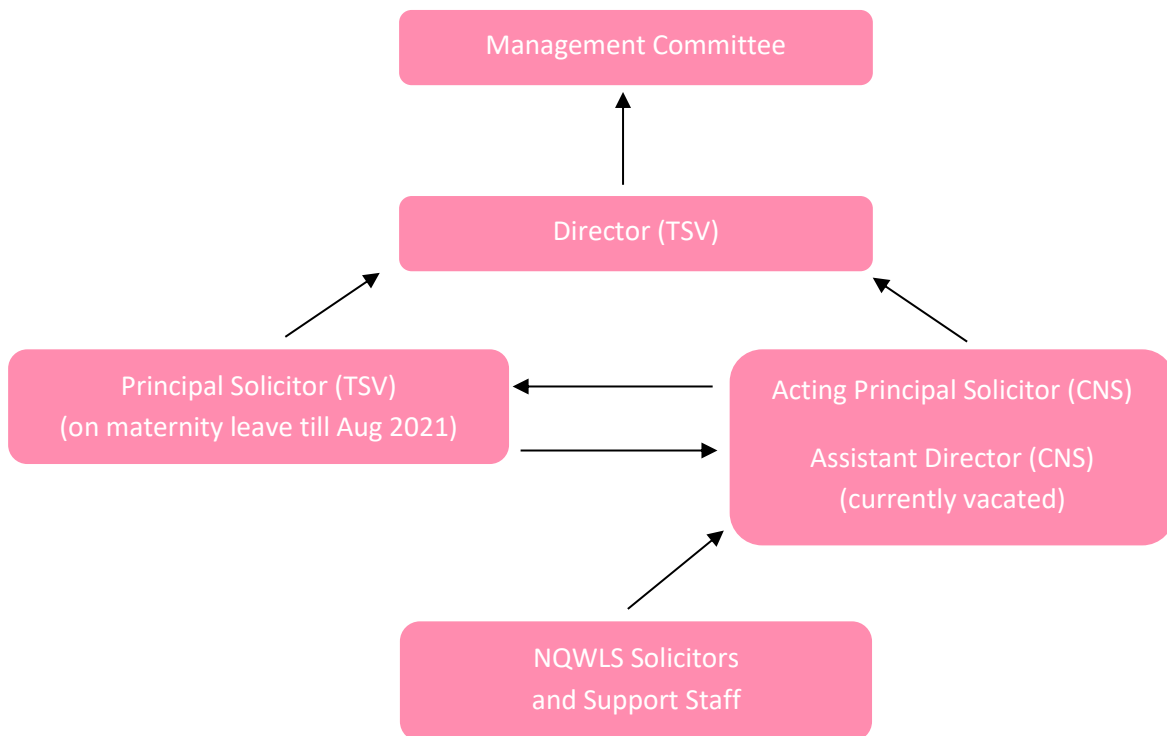 Management Committee
Director (TSV)
Principal Solicitor (TSV)
(on maternity leave till Aug 2021)
Acting Principal Solicitor (CNS)
Assistant Director (CNS)
(currently vacated)
NQWLS Solicitors
and Support Staff